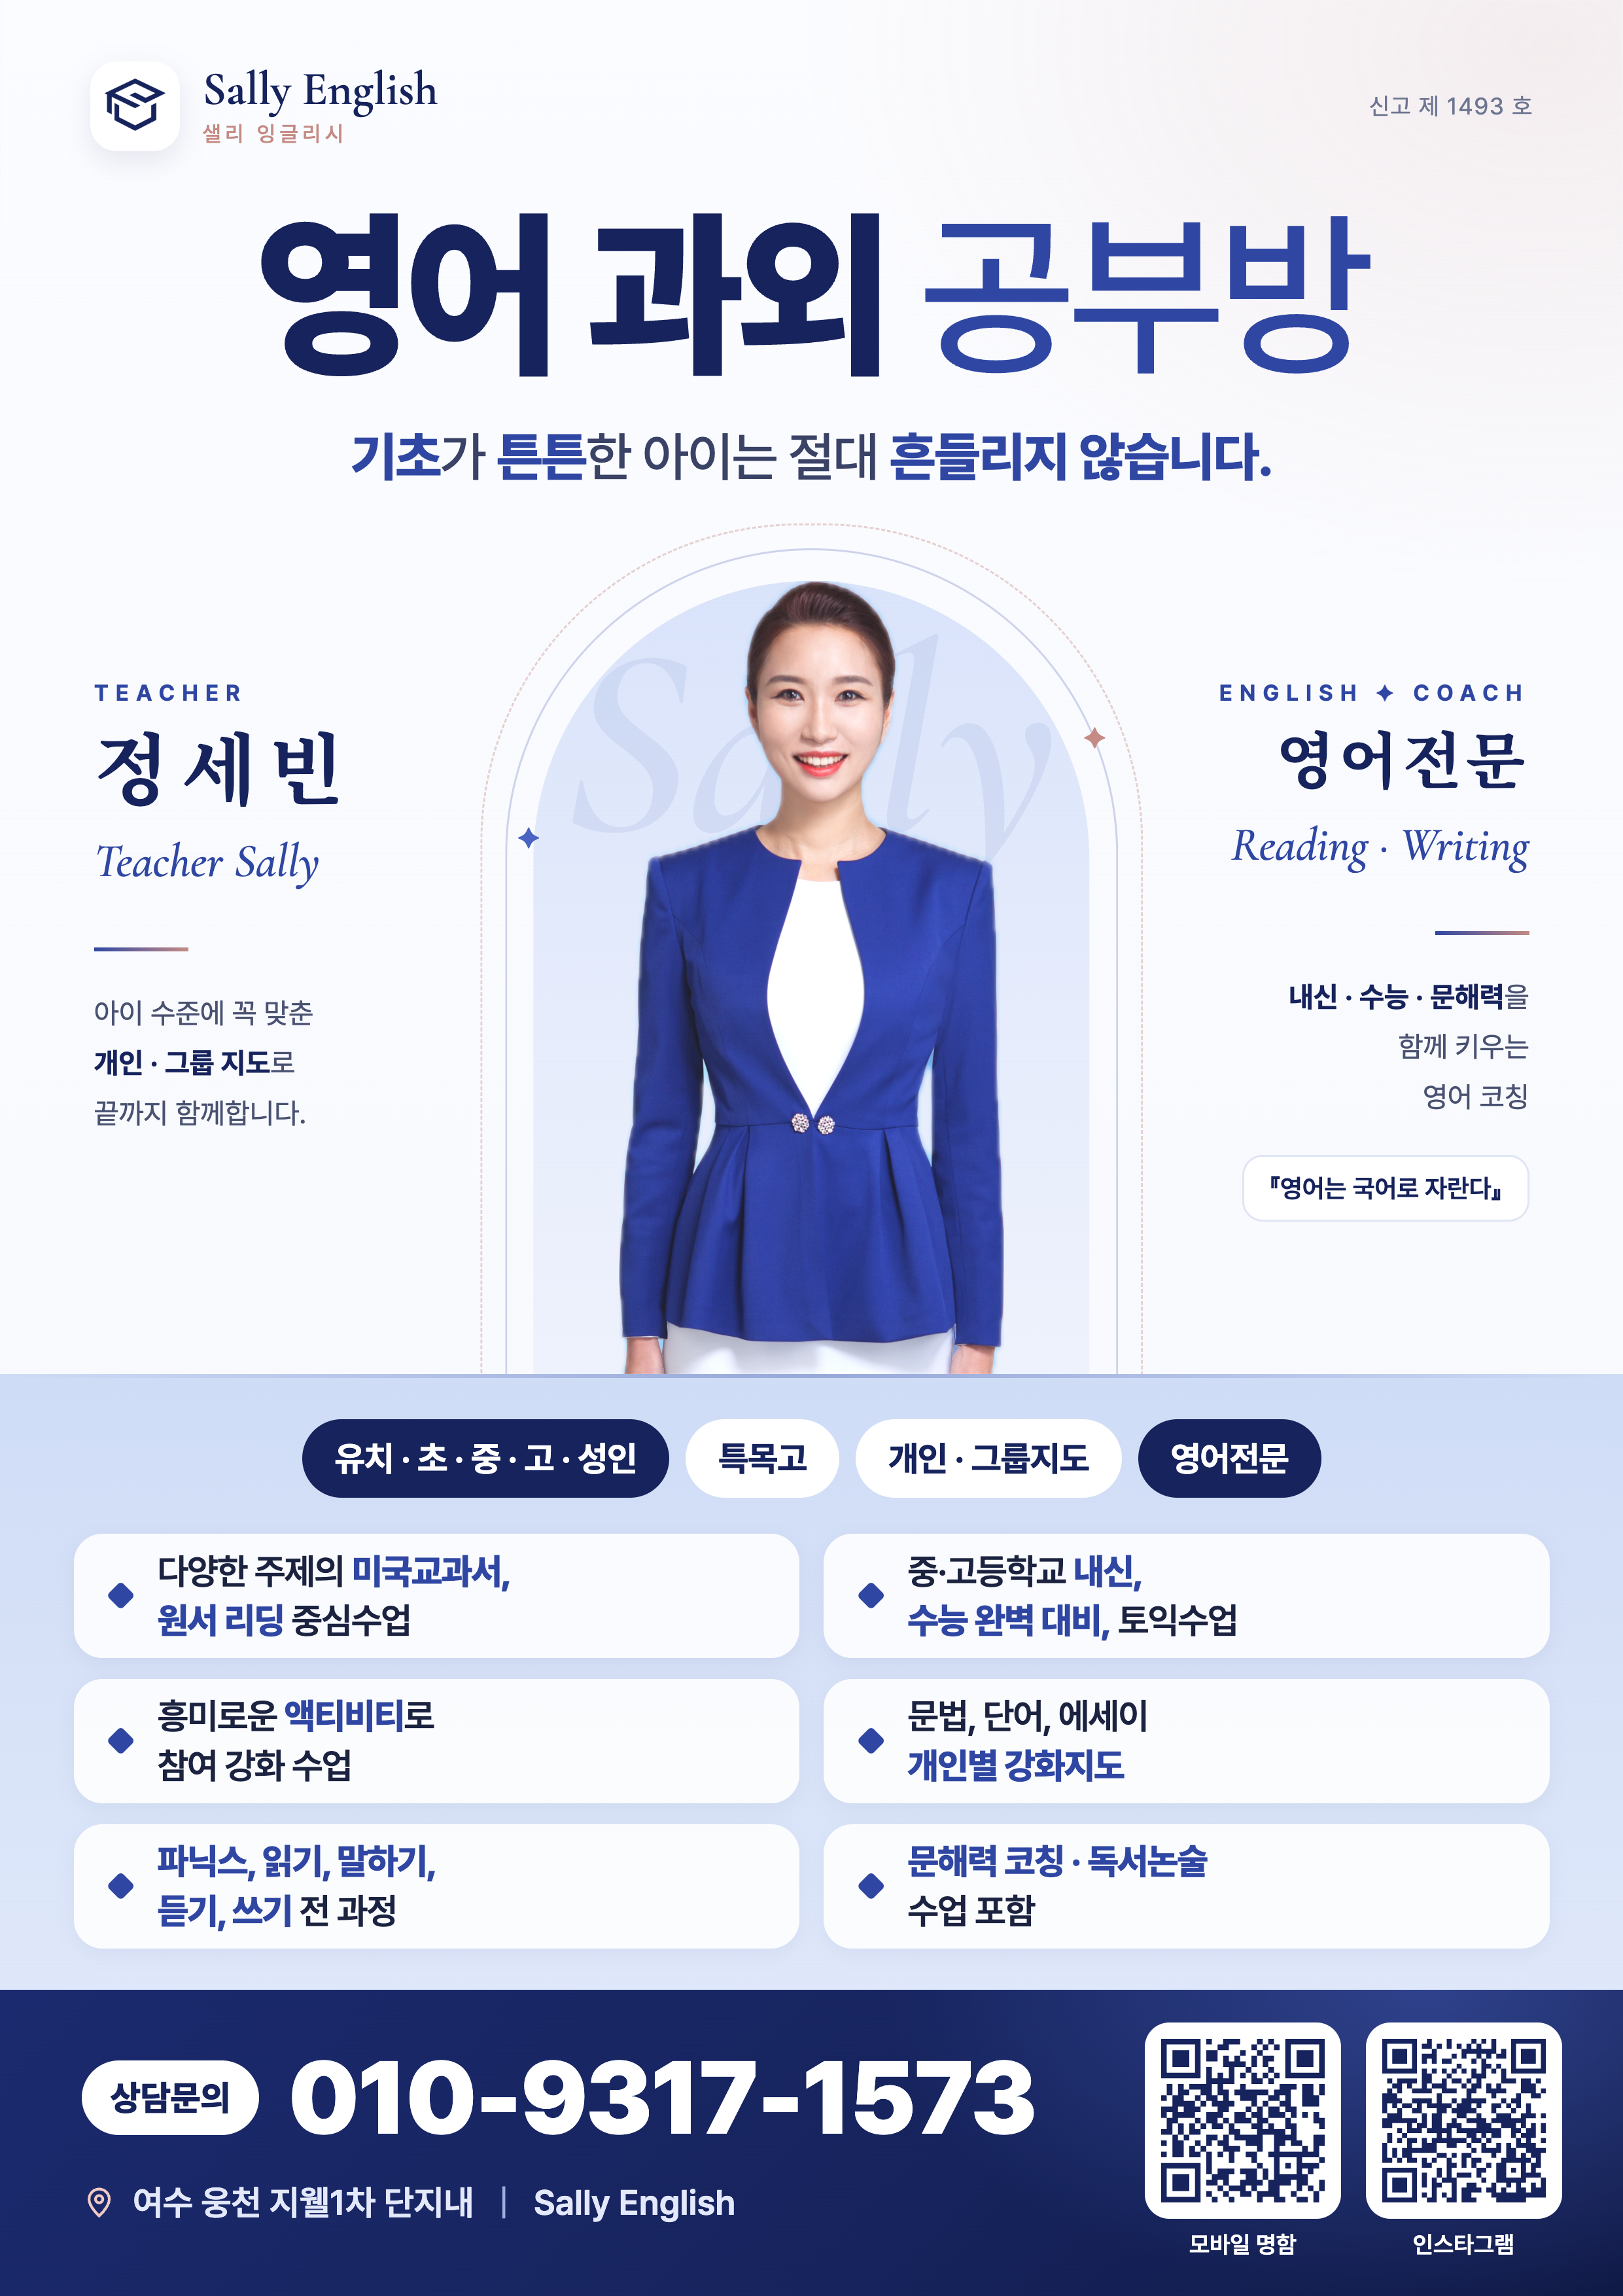 Sally English
샐리 잉글리시
신고 제 1493 호
영어 과외 공부방
기초가 튼튼한 아이는 절대 흔들리지 않습니다.
Sally
TEACHER
정세빈
Teacher Sally
아이 수준에 꼭 맞춘
개인 · 그룹 지도로
끝까지 함께합니다.
ENGLISH ✦ COACH
영어전문
Reading · Writing
내신 · 수능 · 문해력을
함께 키우는
영어 코칭
『영어는 국어로 자란다』
유치 · 초 · 중 · 고 · 성인
특목고
개인 · 그룹지도
영어전문
다양한 주제의 미국교과서,
원서 리딩 중심수업
중·고등학교 내신,
수능 완벽 대비, 토익수업
흥미로운 액티비티로
참여 강화 수업
문법, 단어, 에세이
개인별 강화지도
파닉스, 읽기, 말하기,
듣기, 쓰기 전 과정
문해력 코칭 · 독서논술
수업 포함
상담문의 010-9317-1573
여수 웅천 지웰1차 단지내 | Sally English
모바일 명함
인스타그램